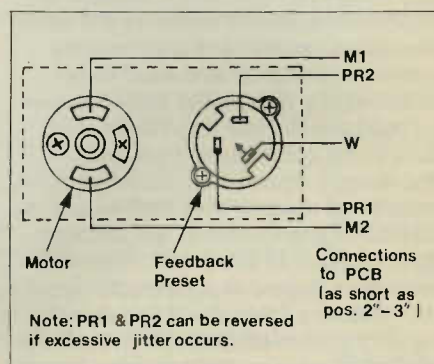 M1
PR2
W
PR1
M2
Motor
Feedback
Preset
Connections
to PCB
(as short as
pos. 2"–3" )
Note: PR1 & PR2 can be reversed
if excessive jitter occurs.